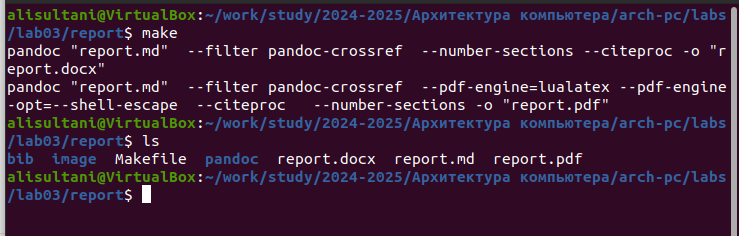 alisultani@VirtualBox:~/work/study/2024-2025/Архитектура компьютера/arch-pc/labs
/lab03/report$ make
pandoc "report.md"  --filter pandoc-crossref  --number-sections --citeproc -o "r
eport.docx"
pandoc "report.md"  --filter pandoc-crossref  --pdf-engine=lualatex --pdf-engine
-opt=--shell-escape  --citeproc   --number-sections -o "report.pdf"
alisultani@VirtualBox:~/work/study/2024-2025/Архитектура компьютера/arch-pc/labs
/lab03/report$ ls
bib  image  Makefile  pandoc  report.docx  report.md  report.pdf
alisultani@VirtualBox:~/work/study/2024-2025/Архитектура компьютера/arch-pc/labs
/lab03/report$